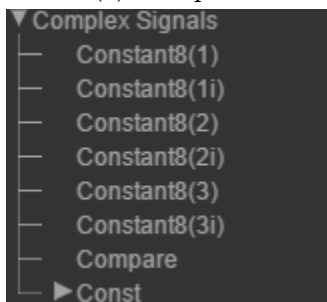 Complex Signals
Constant8(1)
Constant8(1i)
Constant8(2)
Constant8(2i)
Constant8(3)
Constant8(3i)
Compare
Const